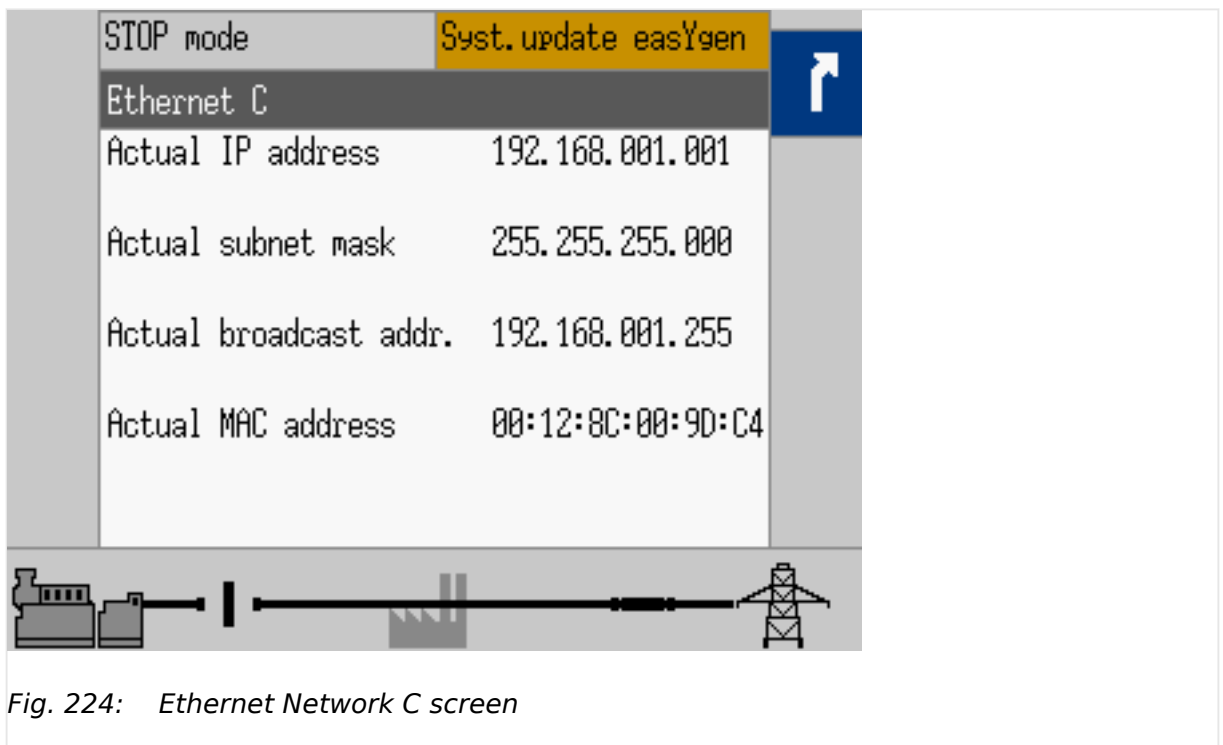 STOP mode Syst.update easYgen
Ethernet C
Actual IP address 192.168.001.001
Actual subnet mask 255.255.255.000
Actual broadcast addr. 192.168.001.255
Actual MAC address 00:12:8C:00:9D:C4
Fig. 224: Ethernet Network C screen